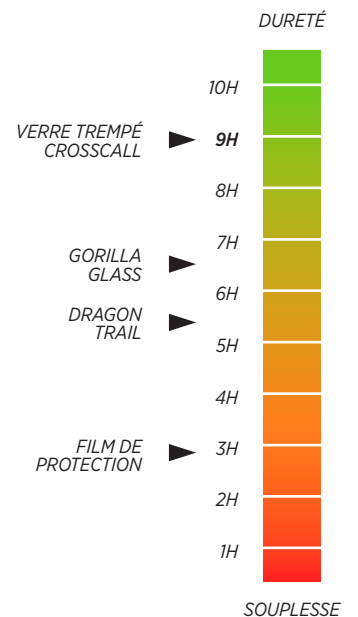 DURETÉ
10H
VERRE TREMPÉ
CROSSCALL
9H
8H
7H
GORILLA
GLASS
6H
DRAGON
TRAIL
5H
4H
FILM DE
PROTECTION
3H
2H
1H
SOUPLESSE